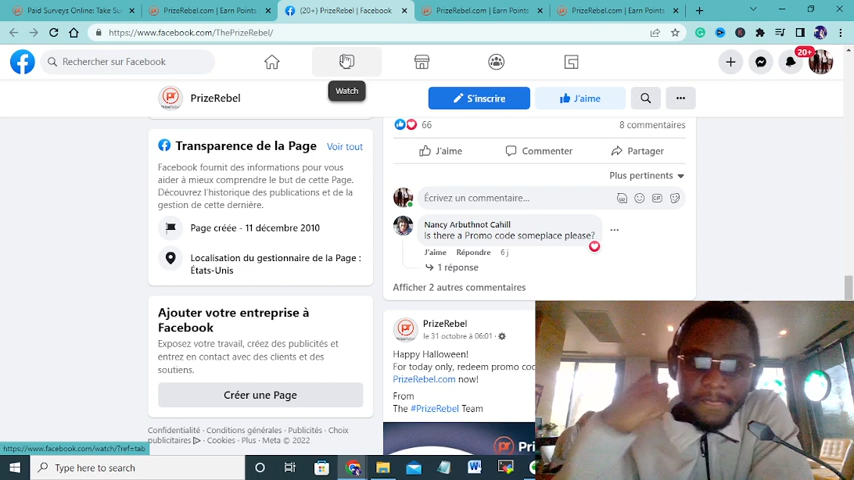 Paid Surveys Online: Take Su
PrizeRebel.com | Earn Points
(20+) PrizeRebel | Facebook
PrizeRebel.com | Earn Points
PrizeRebel.com | Earn Points
https://www.facebook.com/ThePrizeRebel/
Rechercher sur Facebook
20+
Watch
PrizeRebel
S'inscrire
J'aime
66
8 commentaires
J'aime
Commenter
Partager
Plus pertinents
Écrivez un commentaire...
Nancy Arbuthnot Cahill
Is there a Promo code someplace please?
J'aime Répondre 6 j
1 réponse
Afficher 2 autres commentaires
Transparence de la Page
Voir tout
Facebook fournit des informations pour vous
aider à mieux comprendre le but de cette Page.
Découvrez l'historique des publications et de la
gestion de cette dernière.
Page créée - 11 décembre 2010
Localisation du gestionnaire de la Page :
États-Unis
Ajouter votre entreprise à
Facebook
Exposez votre travail, créez des publicités et
entrez en contact avec des clients et des
soutiens.
Créer une Page
Confidentialité · Conditions générales · Publicités · Choix
publicitaires · Cookies · Plus · Meta © 2022
PrizeRebel
le 31 octobre à 06:01
Happy Halloween!
For today only, redeem promo cod
PrizeRebel.com now!
From
The #PrizeRebel Team
Pri
https://www.facebook.com/watch/?ref=tab
Type here to search